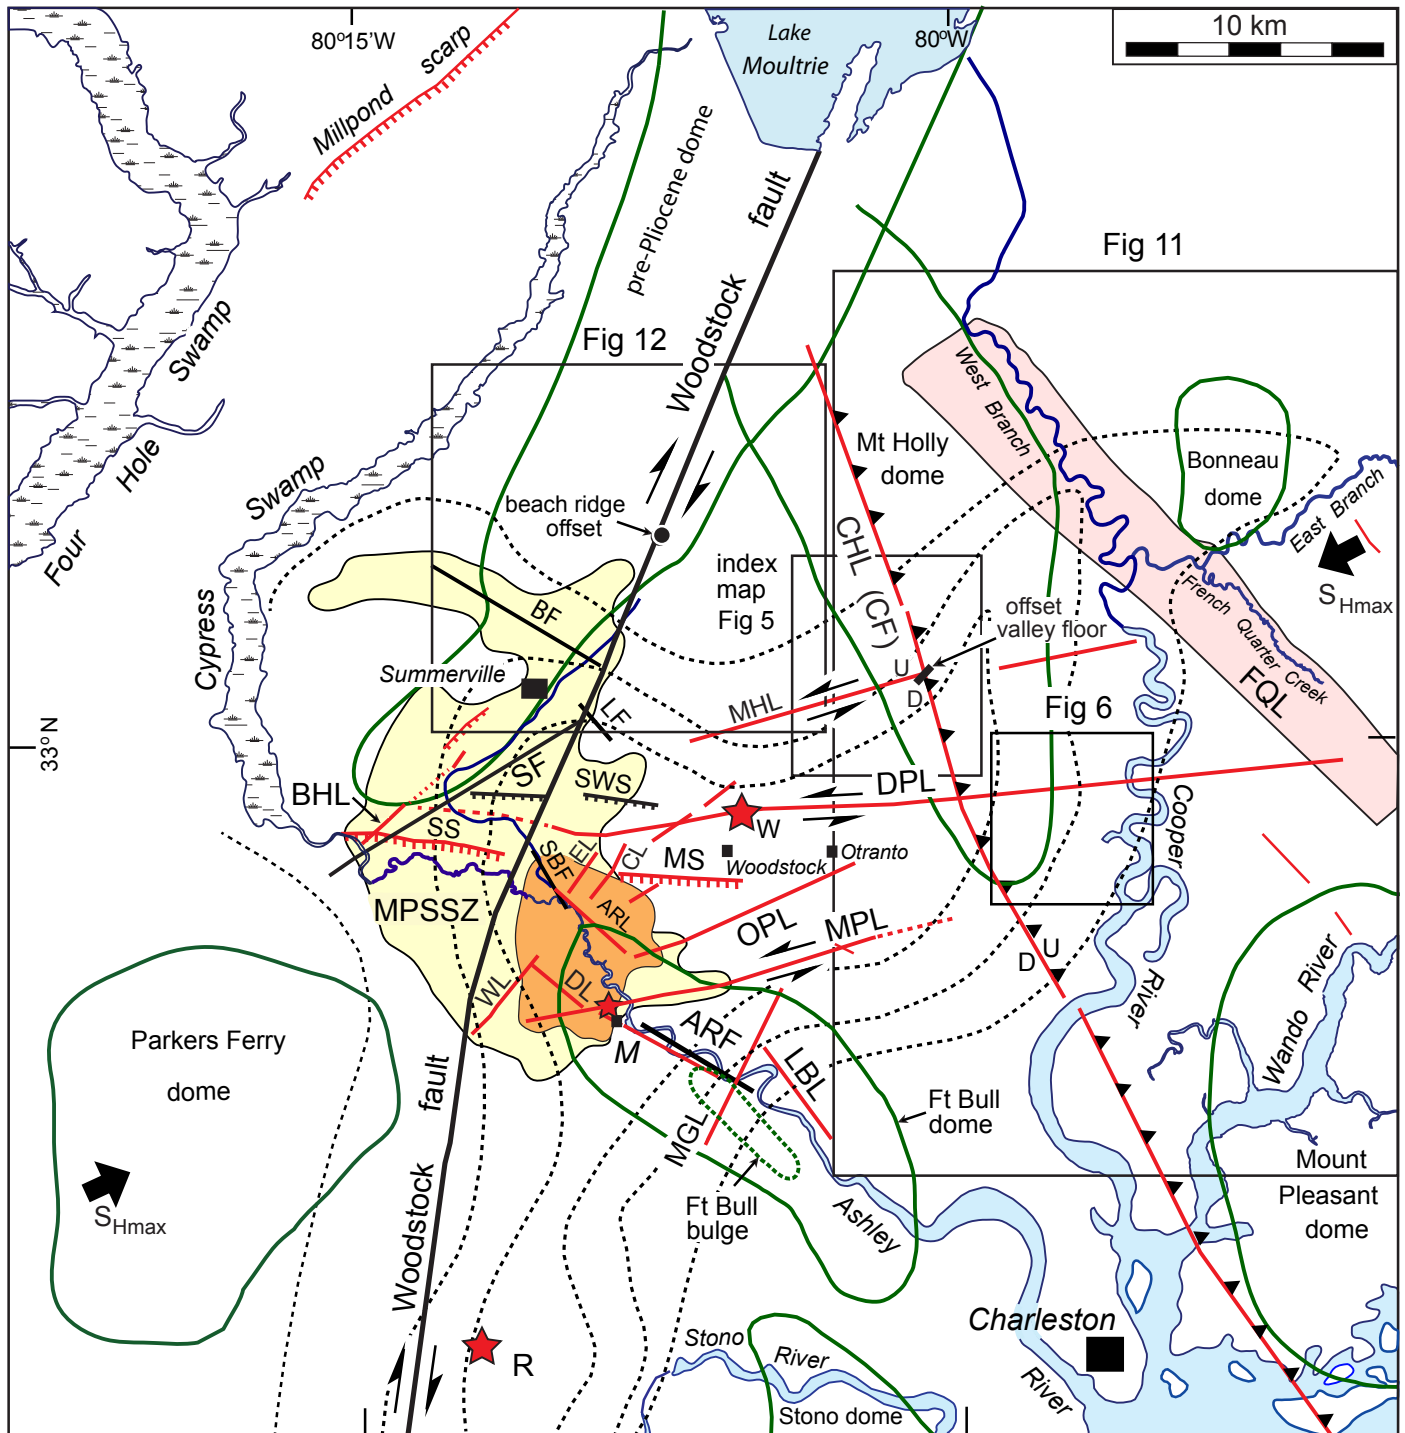 80º15'W
Lake
Moultrie
80ºW
10 km
Millpond scarp
pre-Pliocene dome
Woodstock fault
Fig 11
Fig 12
Four Hole Swamp
West Branch
Mt Holly
dome
Bonneau
dome
East Branch
Cypress Swamp
beach ridge
offset
index
map
Fig 5
CHL (CF)
offset
valley floor
French Quarter Creek
FQL
SHmax
BF
Summerville
U
D
MHL
LF
Fig 6
33º N
SF
SWS
DPL
BHL
SS
W
Cooper River
SBF
EL
CL
MS
Woodstock
Otranto
MPSSZ
ARL
OPL
MPL
U
D
WL
DL
Wando River
Parkers Ferry
dome
M
ARF
LBL
Ft Bull
dome
MGL
Mount
Pleasant
dome
SHmax
Ft Bull
bulge
Ashley River
Woodstock fault
Charleston
R
Stono River
Stono dome